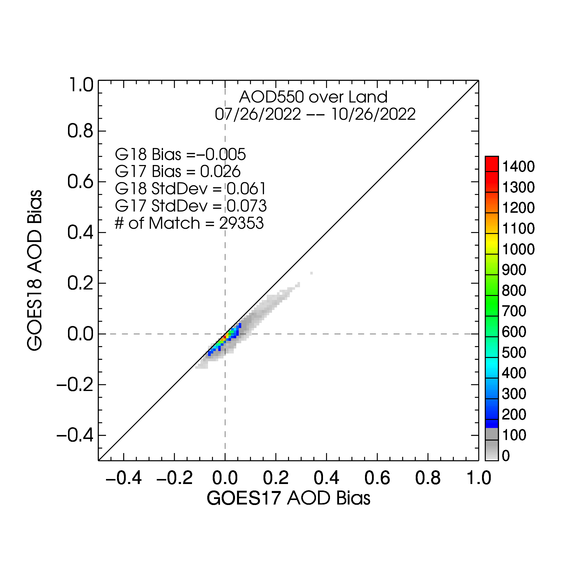 AOD550 over Land
07/26/2022 −− 10/26/2022
G18 Bias =−0.005
G17 Bias = 0.026
G18 StdDev = 0.061
G17 StdDev = 0.073
# of Match = 29353
1.0
0.8
0.6
0.4
0.2
0.0
−0.2
−0.4
GOES18 AOD Bias
−0.4 −0.2 0.0 0.2 0.4 0.6 0.8 1.0
GOES17 AOD Bias
1400
1300
1200
1100
1000
900
800
700
600
500
400
300
200
100
0